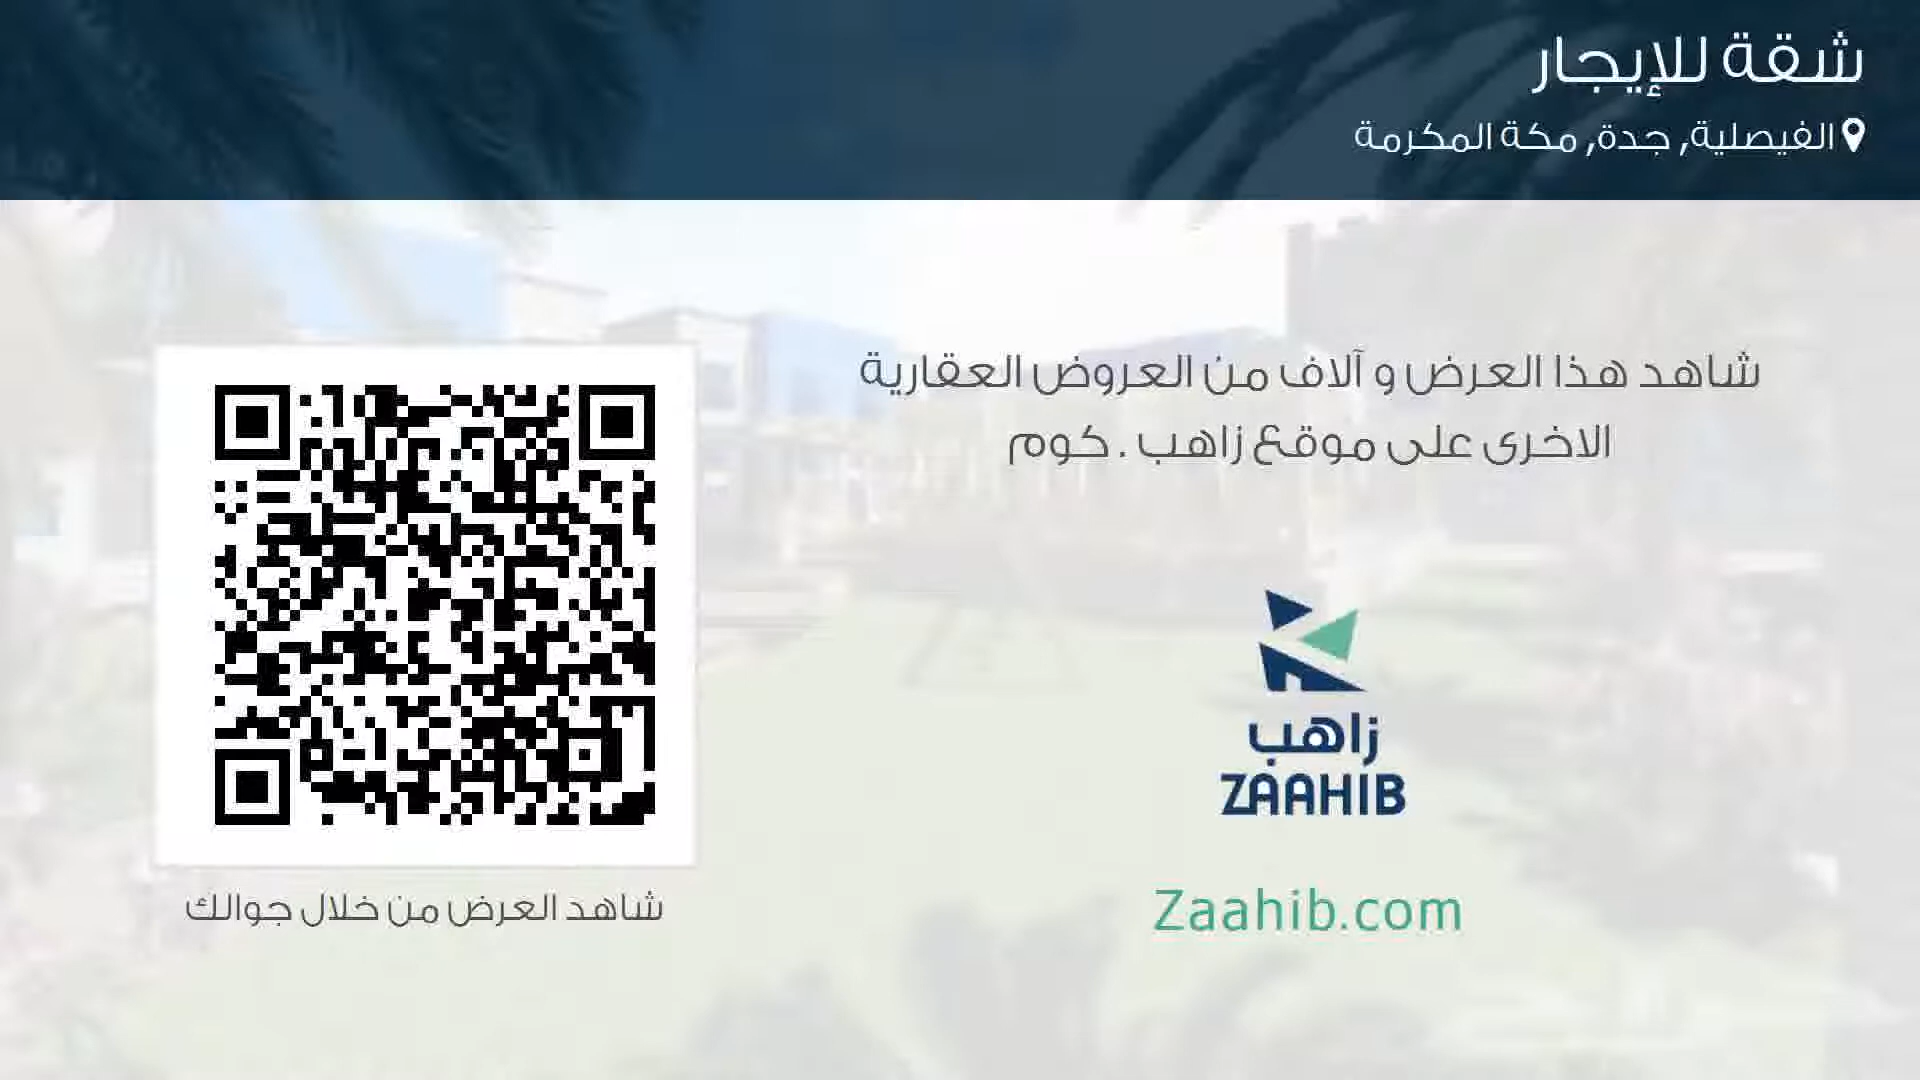 شقة للإيجار
الفيصلية, جدة, مكة المكرمة
شاهد هذا العرض و آلاف من العروض العقارية
الاخرى على موقع زاهب . كوم
زاهب
ZAAHIB
Zaahib.com
شاهد العرض من خلال جوالك